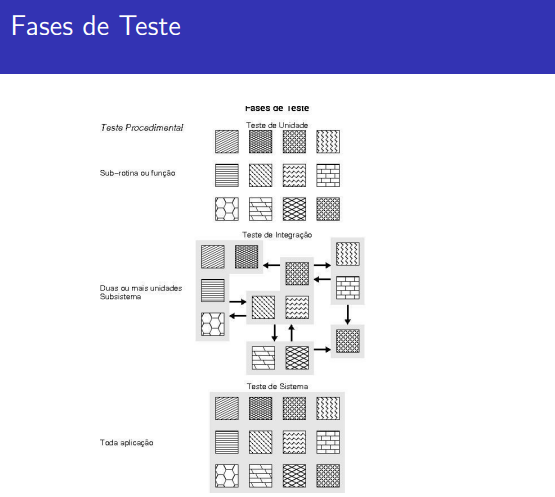 Fases de Teste
Fases de Teste
Teste Procedimental
Teste de Unidade
Sub-rotina ou função
Teste de Integração
Duas ou mais unidades
Subsistema
Teste de Sistema
Toda aplicação